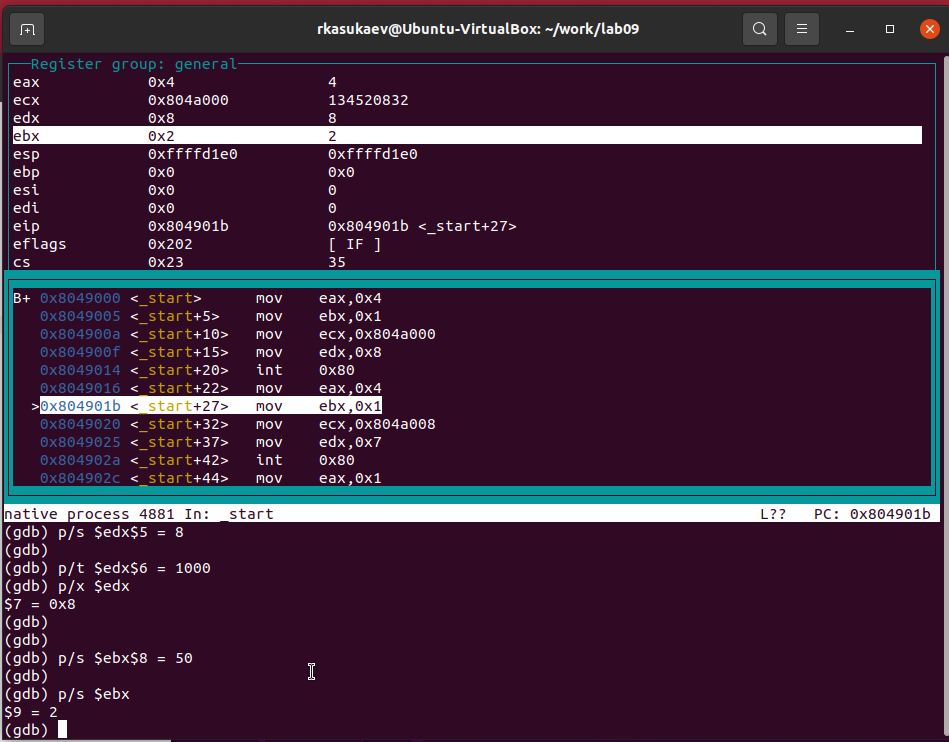 rkasukaev@Ubuntu-VirtualBox: ~/work/lab09
Register group: general
eax 0x4 4
ecx 0x804a000 134520832
edx 0x8 8
ebx 0x2 2
esp 0xffffd1e0 0xffffd1e0
ebp 0x0 0x0
esi 0x0 0
edi 0x0 0
eip 0x804901b 0x804901b <_start+27>
eflags 0x202 [ IF ]
cs 0x23 35
B+ 0x8049000 <_start> mov eax,0x4
0x8049005 <_start+5> mov ebx,0x1
0x804900a <_start+10> mov ecx,0x804a000
0x804900f <_start+15> mov edx,0x8
0x8049014 <_start+20> int 0x80
0x8049016 <_start+22> mov eax,0x4
>0x804901b <_start+27> mov ebx,0x1
0x8049020 <_start+32> mov ecx,0x804a008
0x8049025 <_start+37> mov edx,0x7
0x804902a <_start+42> int 0x80
0x804902c <_start+44> mov eax,0x1
native process 4881 In: _start L?? PC: 0x804901b
(gdb) p/s $edx$5 = 8
(gdb)
(gdb) p/t $edx$6 = 1000
(gdb) p/x $edx
$7 = 0x8
(gdb)
(gdb)
(gdb) p/s $ebx$8 = 50
(gdb)
(gdb) p/s $ebx
$9 = 2
(gdb)